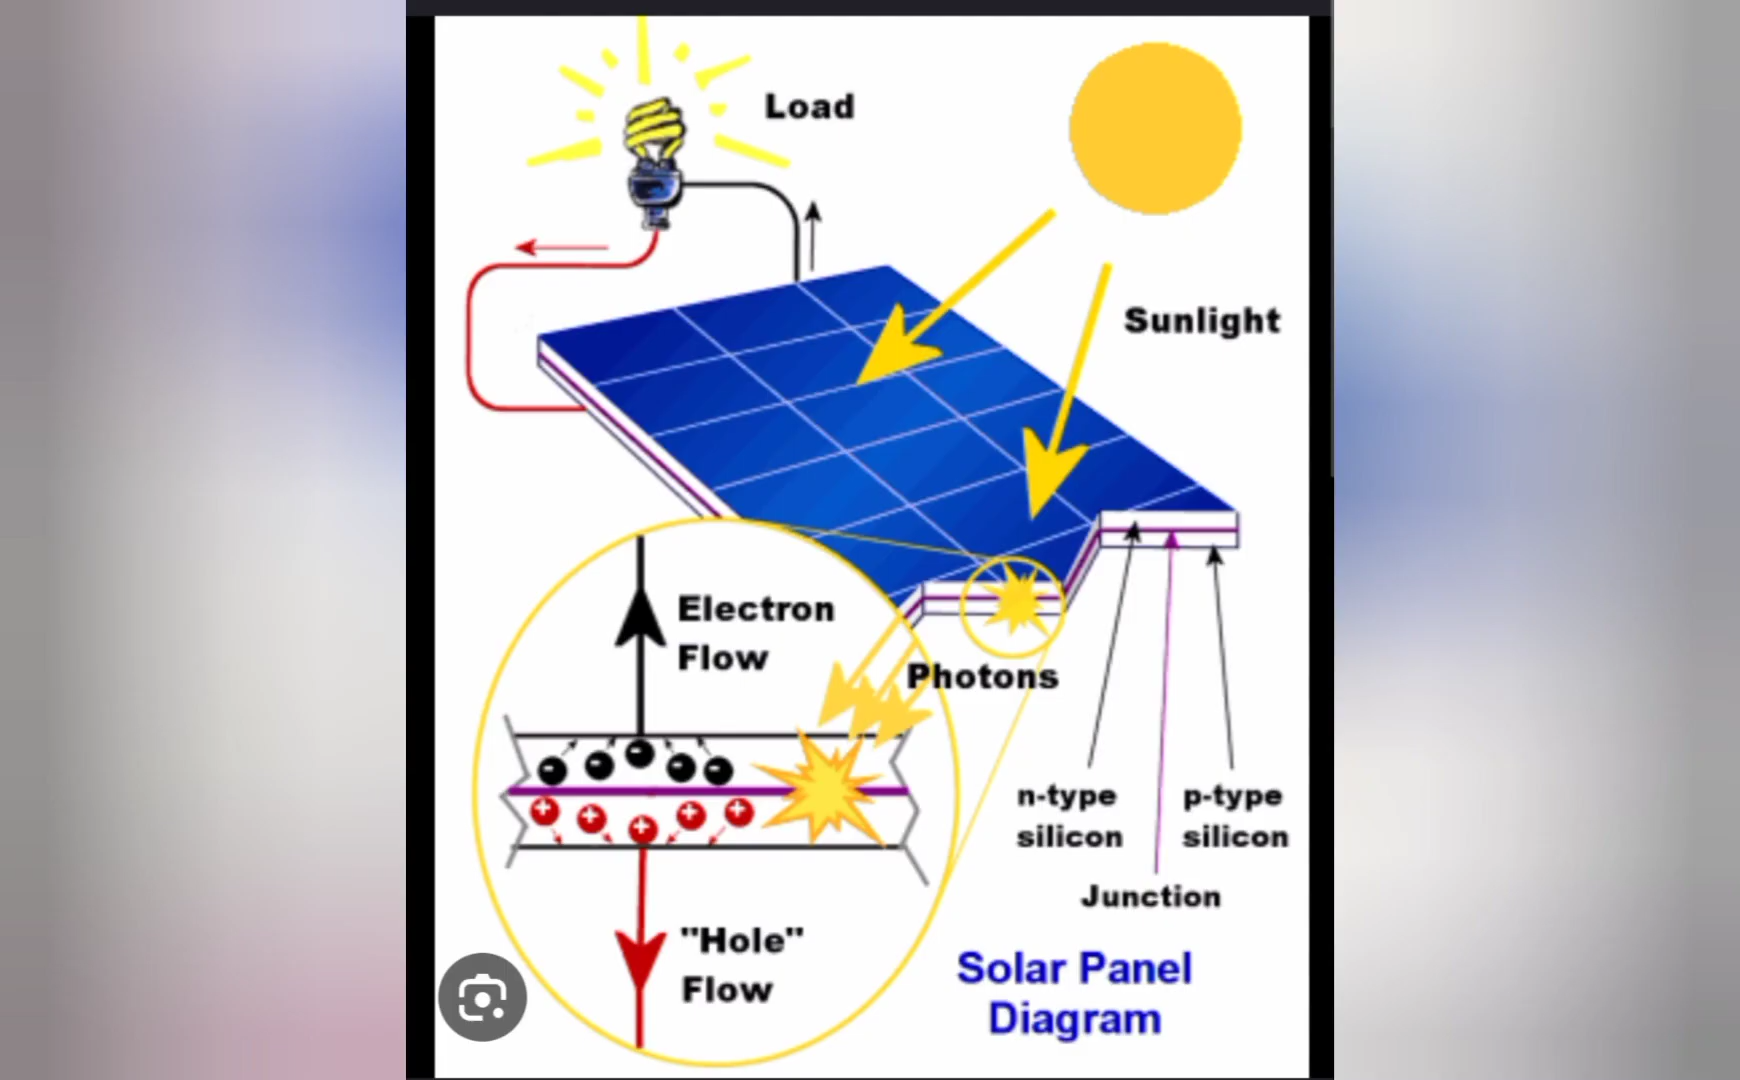 Load
Sunlight
Electron
Flow
Photons
n-type
silicon
p-type
silicon
Junction
"Hole"
Flow
Solar Panel
Diagram